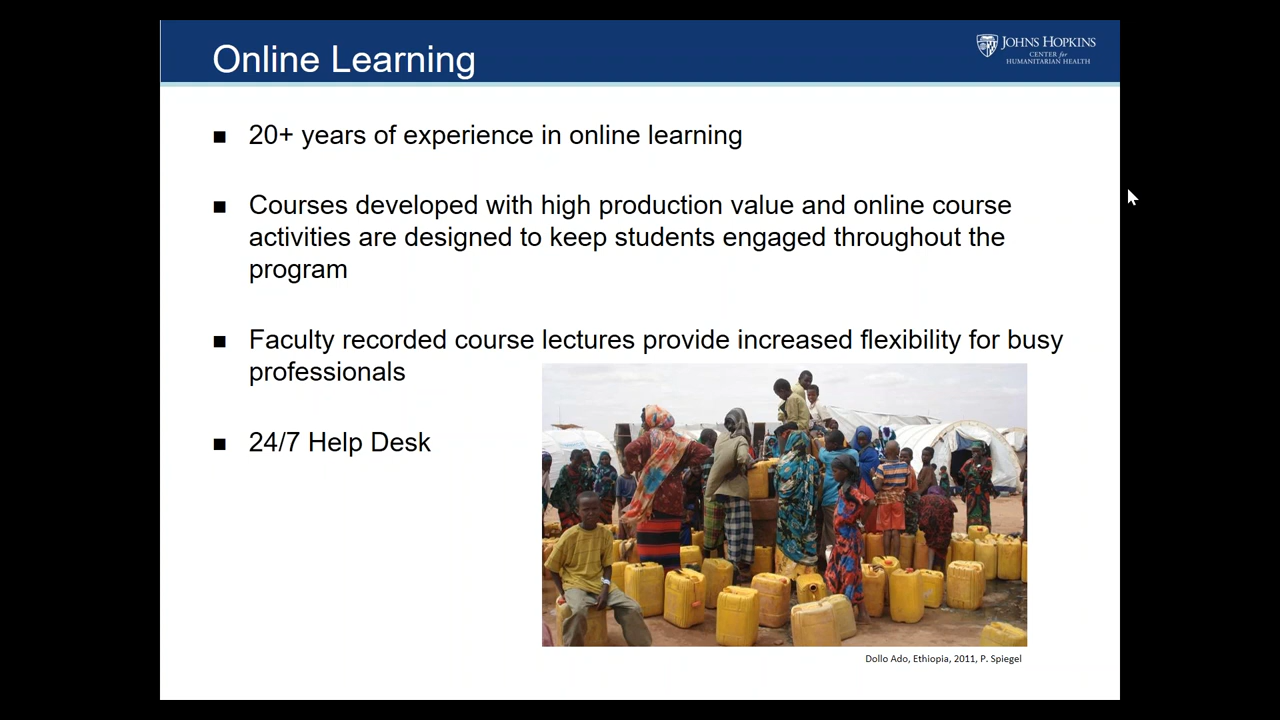 Online Learning
JOHNS HOPKINS
CENTER for
HUMANITARIAN HEALTH
20+ years of experience in online learning
Courses developed with high production value and online course
activities are designed to keep students engaged throughout the
program
Faculty recorded course lectures provide increased flexibility for busy
professionals
24/7 Help Desk
Dollo Ado, Ethiopia, 2011, P. Spiegel